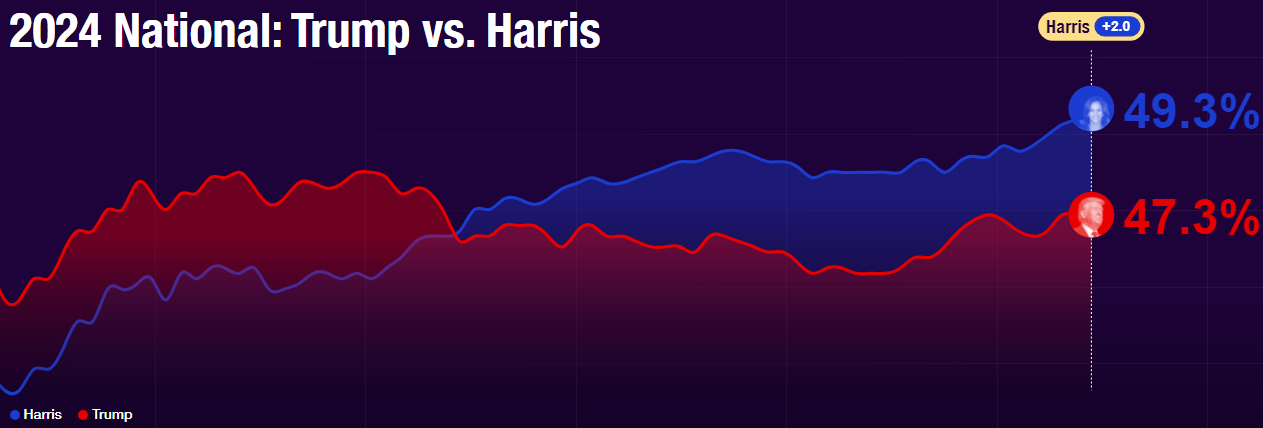 2024 National: Trump vs. Harris
Harris +2.0
49.3%
47.3%
Harris Trump